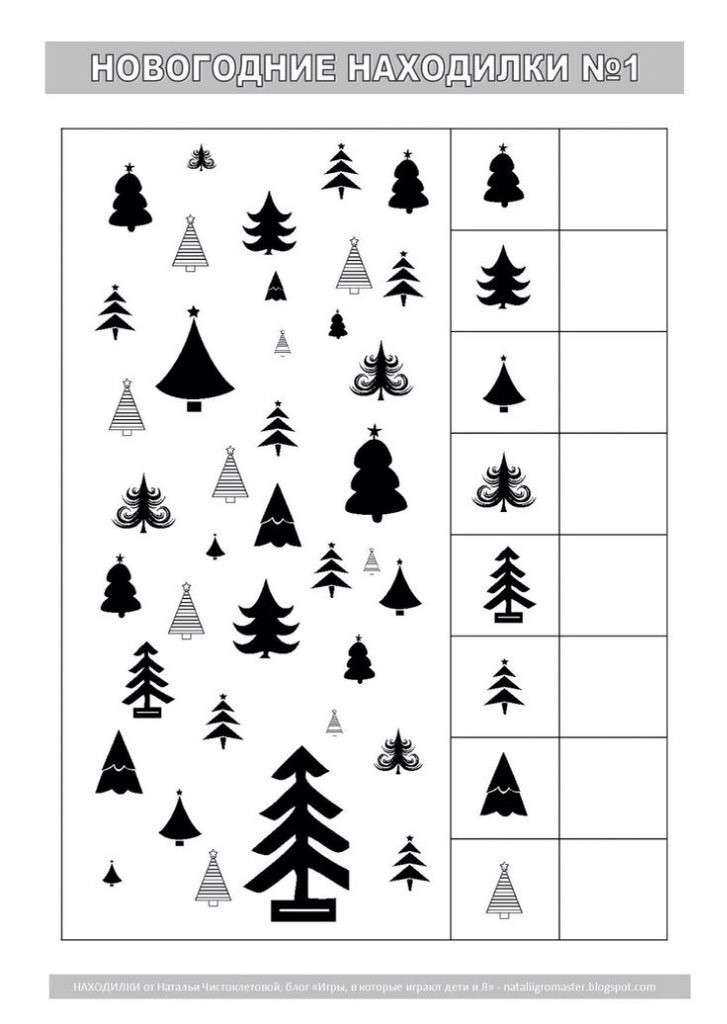 НОВОГОДНИЕ НАХОДИЛКИ №1
НАХОДИЛКИ от Натальи Чистоклетовой, блог «Игры, в которые играют дети и Я» - nataliigromaster.blogspot.com